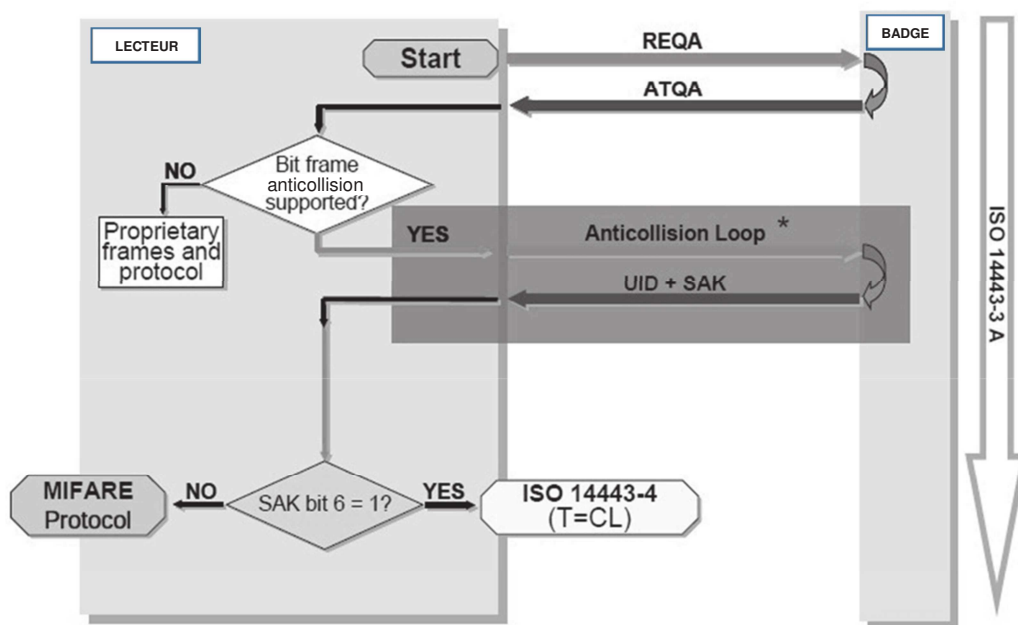 LECTEUR
BADGE
Start
REQA
ATQA
Bit frame
anticollision
supported?
NO
Proprietary
frames and
protocol
YES
Anticollision Loop *
UID + SAK
ISO 14443-3 A
SAK bit 6 = 1?
NO
MIFARE
Protocol
YES
ISO 14443-4
(T=CL)